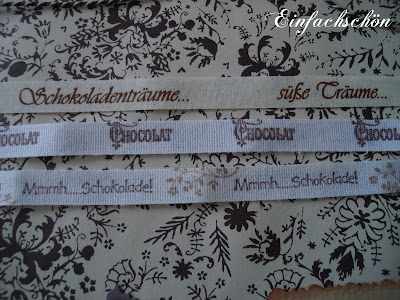 Einfachschön
Schokoladenträume... süße Träume...
CHOCOLAT CHOCOLAT CHOCOLAT
Mmmh.....Schokolade! Mmmh.....Schokolade!